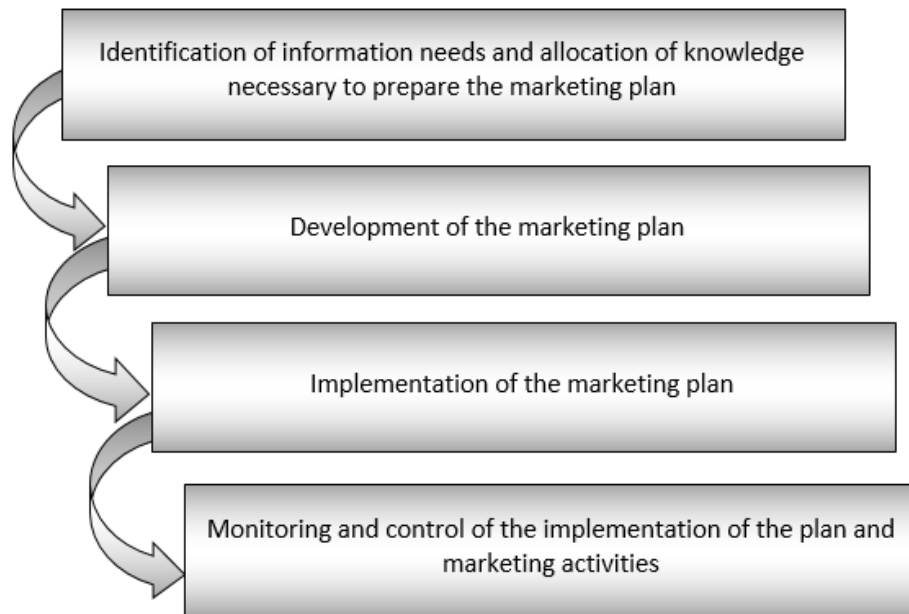 Identification of information needs and allocation of knowledge
necessary to prepare the marketing plan
Development of the marketing plan
Implementation of the marketing plan
Monitoring and control of the implementation of the plan and
marketing activities